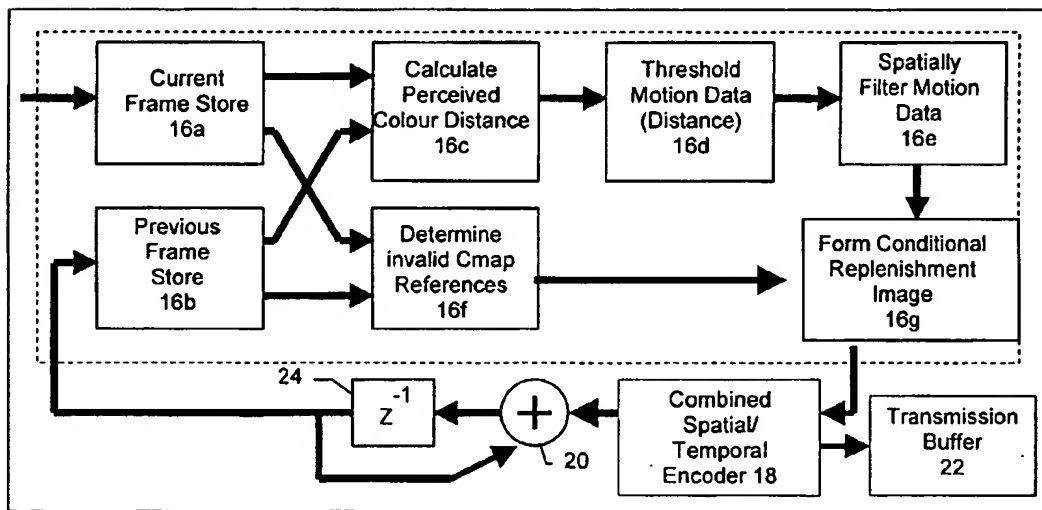 Current
Frame Store
16a
Calculate
Perceived
Colour Distance
16c
Threshold
Motion Data
(Distance)
16d
Spatially
Filter Motion
Data
16e
Previous
Frame
Store
16b
Determine
invalid Cmap
References
16f
Form Conditional
Replenishment
Image
16g
24
Z-1
+
20
Combined
Spatial/
Temporal
Encoder 18
Transmission
Buffer
22